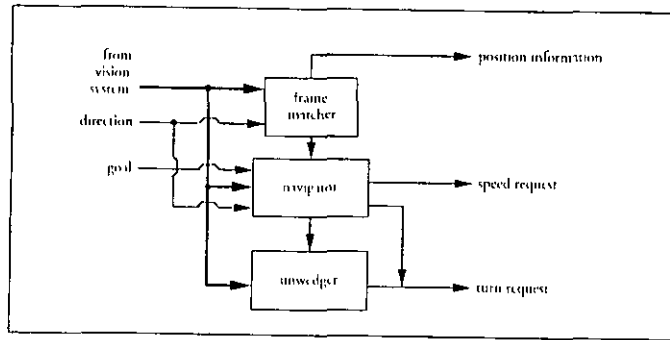 from
vision
system
direction
goal
frame
matcher
navigator
unwedger
position information
speed request
turn request